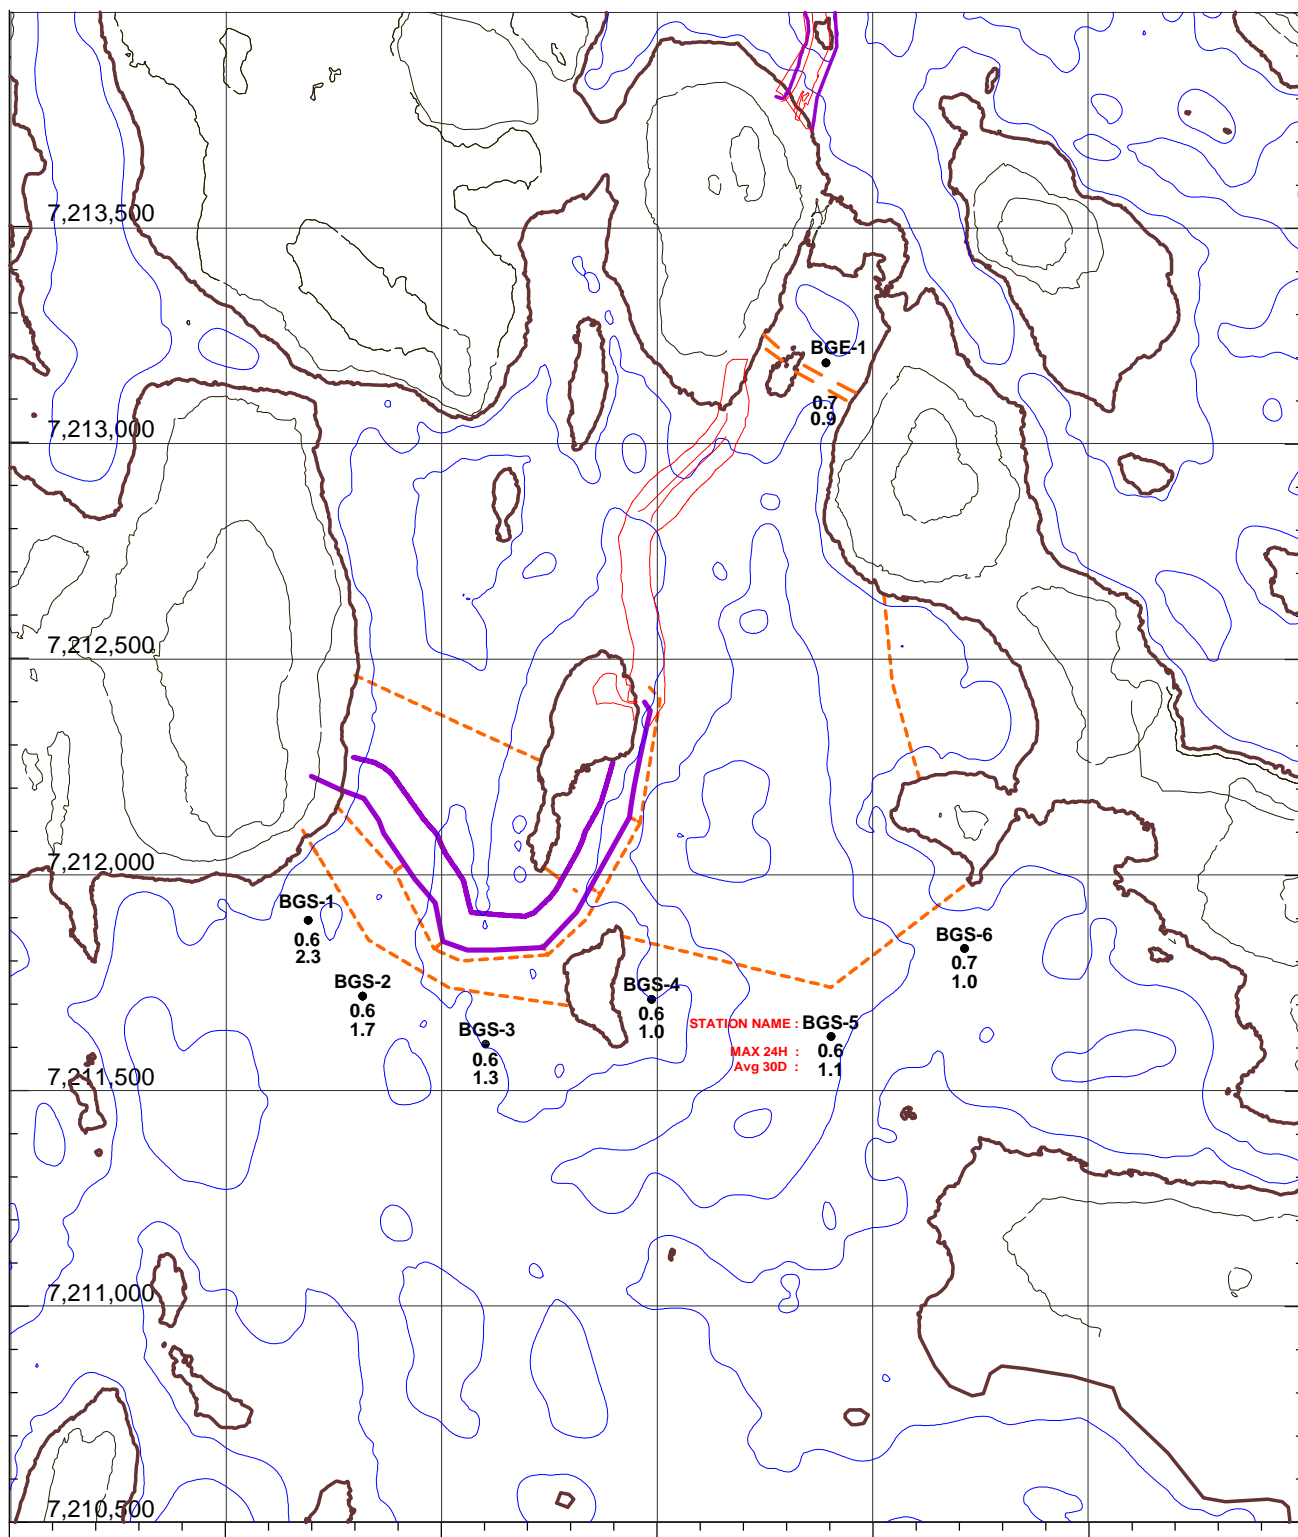 7,213,500
BGE-1
0.7
0.9
7,213,000
7,212,500
7,212,000
BGS-1
0.6
2.3
BGS-2
0.6
1.7
BGS-3
0.6
1.3
BGS-4
0.6
1.0
BGS-6
0.7
1.0
STATION NAME : BGS-5
MAX 24H : 0.6
Avg 30D : 1.1
7,211,500
7,211,000
7,210,500